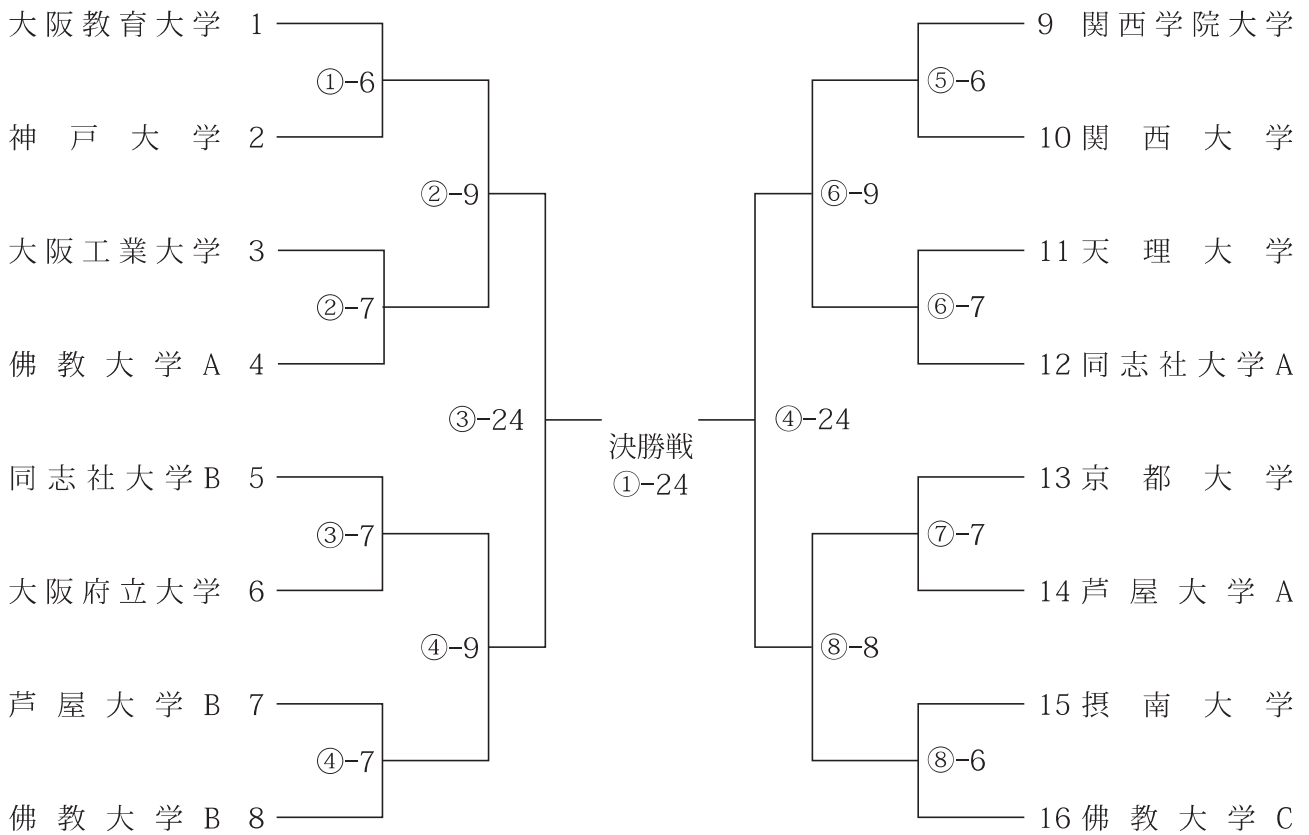 大阪教育大学 1
①-6
神戸大学 2
②-9
大阪工業大学 3
②-7
佛教大学A 4
③-24
同志社大学B 5
③-7
大阪府立大学 6
④-9
芦屋大学B 7
④-7
佛教大学B 8
決勝戦
①-24
9 関西学院大学
⑤-6
10 関西大学
⑥-9
11 天理大学
⑥-7
12 同志社大学A
④-24
13 京都大学
⑦-7
14 芦屋大学A
⑧-8
15 摂南大学
⑧-6
16 佛教大学C